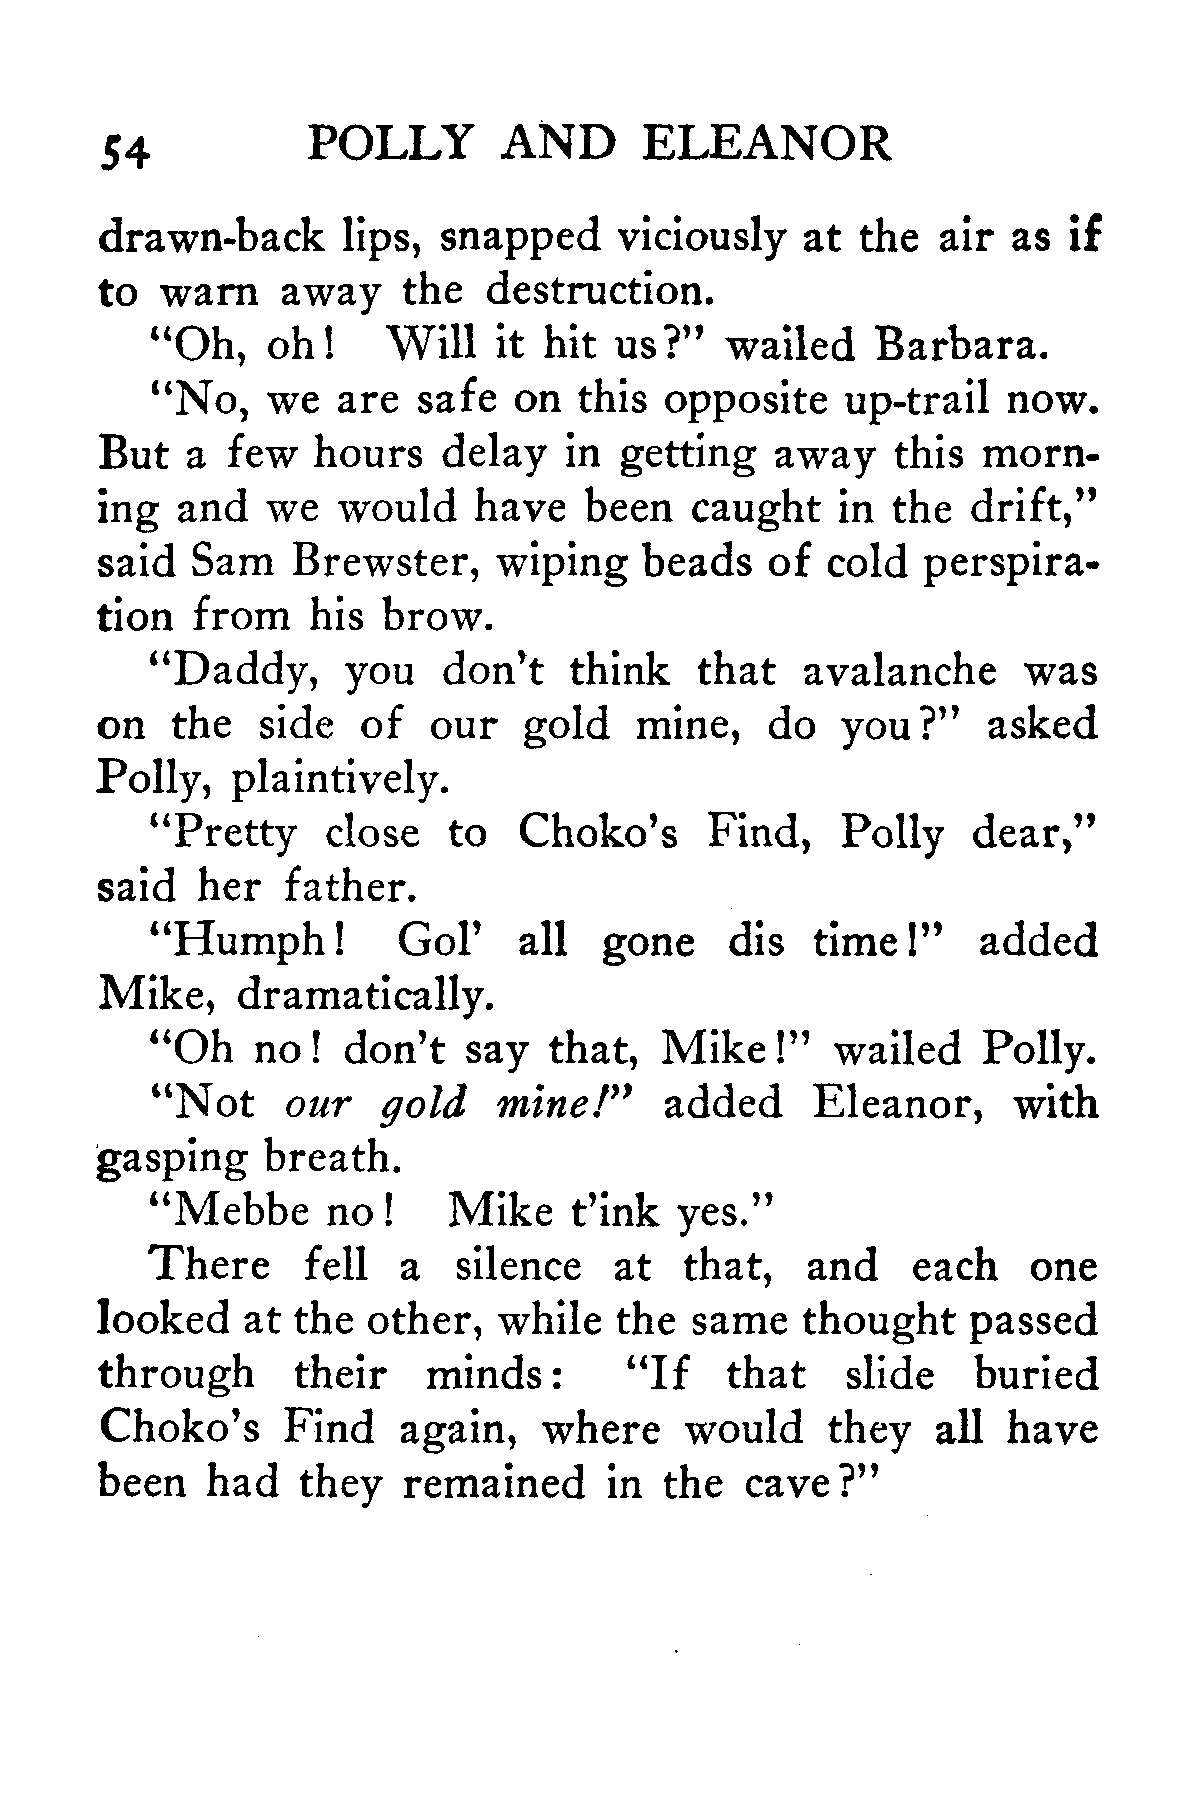 54 POLLY AND ELEANOR
drawn-back lips, snapped viciously at the air as if
to warn away the destruction.
“Oh, oh! Will it hit us?” wailed Barbara.
“No, we are safe on this opposite up-trail now.
But a few hours delay in getting away this morn-
ing and we would have been caught in the drift,”
said Sam Brewster, wiping beads of cold perspira-
tion from his brow.
“Daddy, you don’t think that avalanche was
on the side of our gold mine, do you?” asked
Polly, plaintively.
“Pretty close to Choko’s Find, Polly dear,”
said her father.
“Humph! Gol’ all gone dis time!” added
Mike, dramatically.
“Oh no! don’t say that, Mike!” wailed Polly.
“Not our gold mine!” added Eleanor, with
gasping breath.
“Mebbe no! Mike t’ink yes.”
There fell a silence at that, and each one
looked at the other, while the same thought passed
through their minds: “If that slide buried
Choko’s Find again, where would they all have
been had they remained in the cave?”